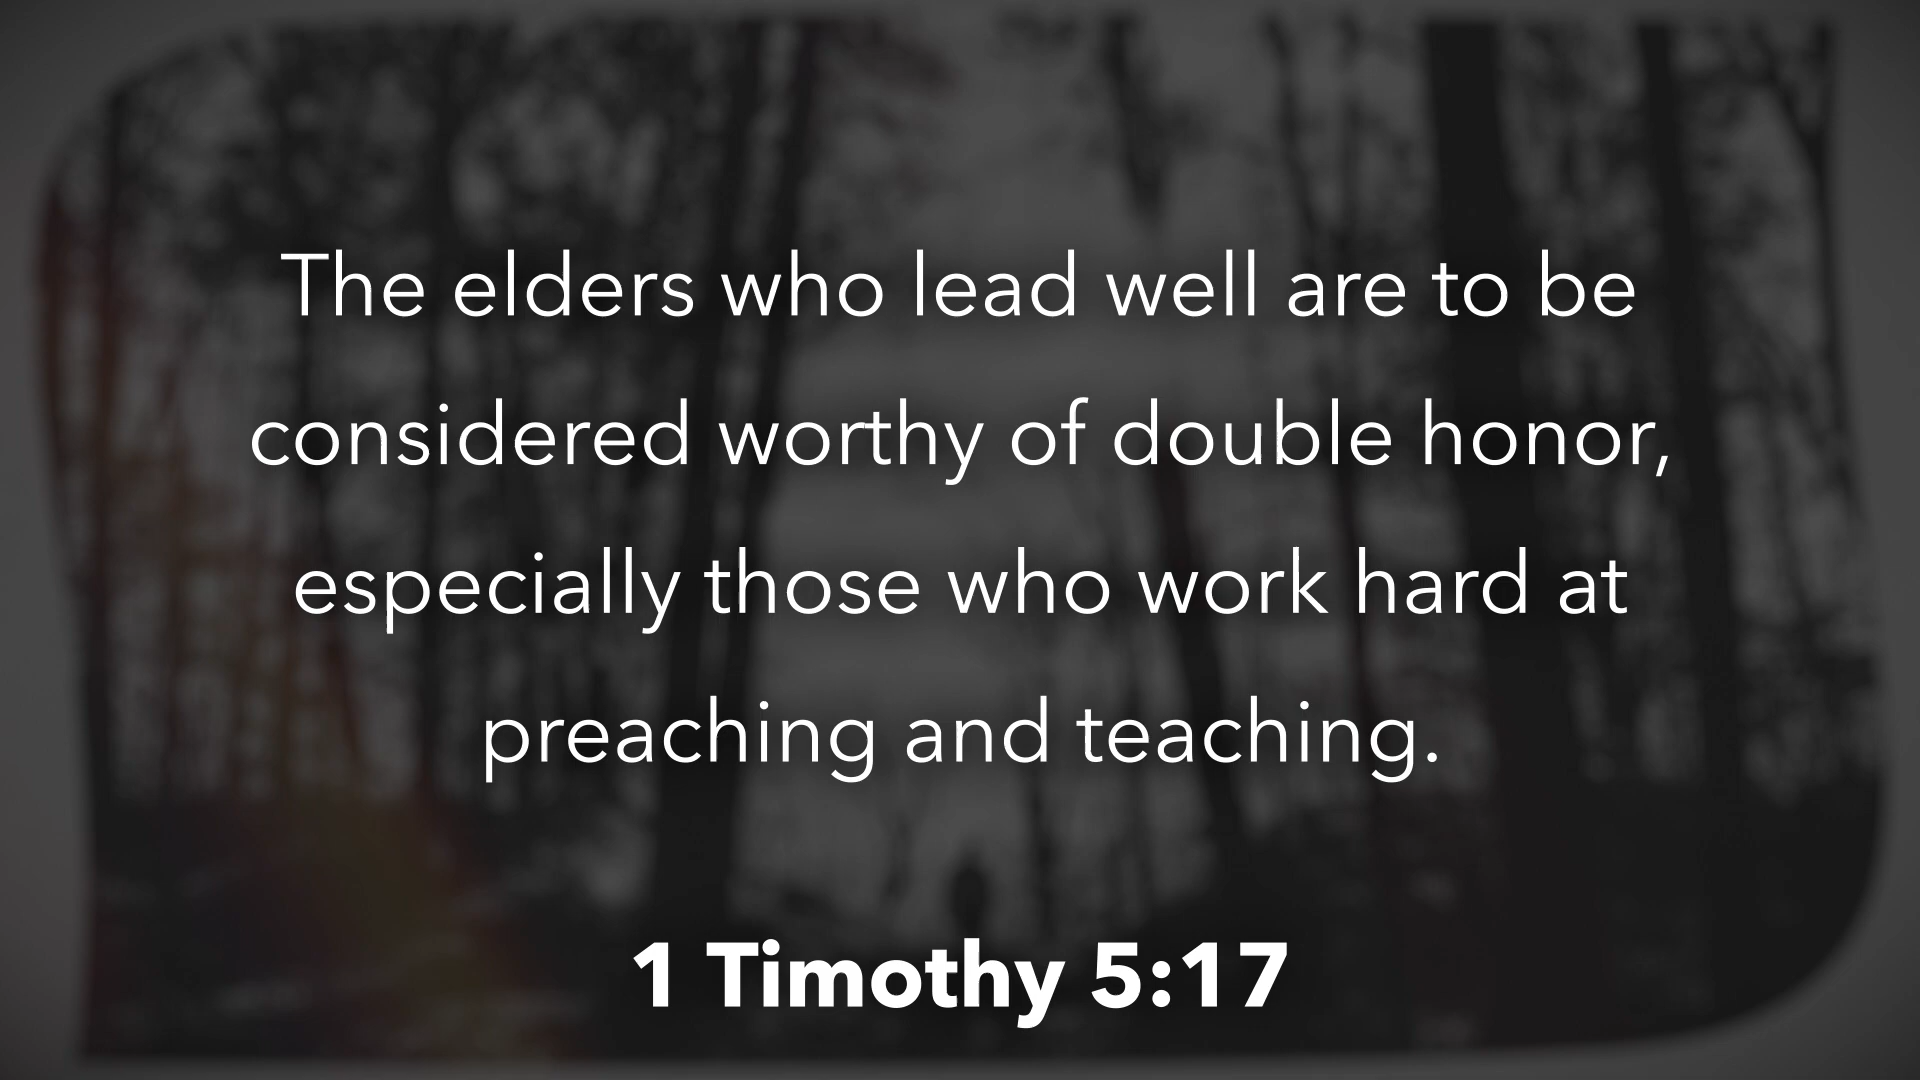 The elders who lead well are to be
considered worthy of double honor,
especially those who work hard at
preaching and teaching.
1 Timothy 5:17